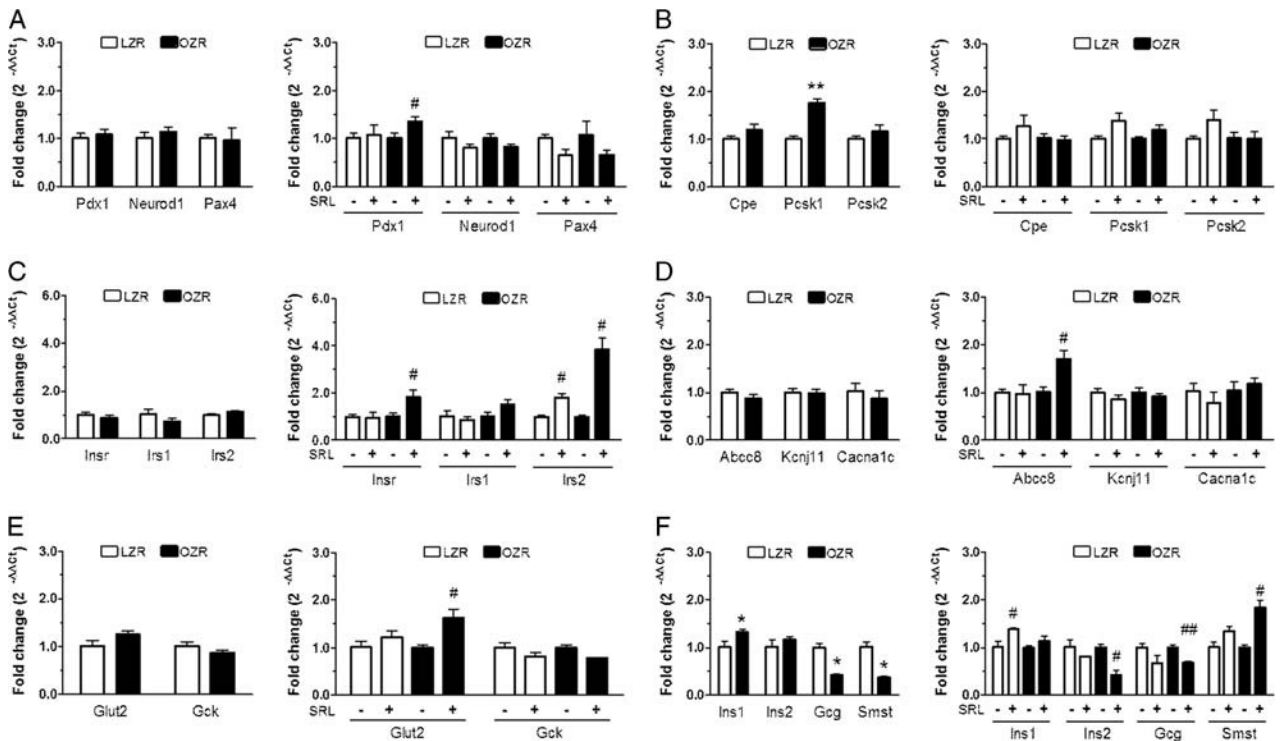 A
Fold change (2 -ΔΔCt)
LZR OZR
3.0
2.0
1.0
0.0
Pdx1 Neurod1 Pax4
Fold change (2 -ΔΔCt)
LZR OZR
3.0
2.0
1.0
0.0
#
SRL - + - + - + - + - + - +
Pdx1 Neurod1 Pax4
B
Fold change (2 -ΔΔCt)
LZR OZR
3.0
2.0
1.0
0.0
**
Cpe Pcsk1 Pcsk2
Fold change (2 -ΔΔCt)
LZR OZR
3.0
2.0
1.0
0.0
SRL - + - + - + - + - + - +
Cpe Pcsk1 Pcsk2
C
Fold change (2 -ΔΔCt)
LZR OZR
6.0
4.0
2.0
0.0
Insr Irs1 Irs2
Fold change (2 -ΔΔCt)
LZR OZR
6.0
4.0
2.0
0.0
# # #
SRL - + - + - + - + - + - +
Insr Irs1 Irs2
D
Fold change (2 -ΔΔCt)
LZR OZR
3.0
2.0
1.0
0.0
Abcc8 Kcnj11 Cacna1c
Fold change (2 -ΔΔCt)
LZR OZR
3.0
2.0
1.0
0.0
#
SRL - + - + - + - + - + - +
Abcc8 Kcnj11 Cacna1c
E
Fold change (2 -ΔΔCt)
LZR OZR
3.0
2.0
1.0
0.0
Glut2 Gck
Fold change (2 -ΔΔCt)
LZR OZR
3.0
2.0
1.0
0.0
#
SRL - + - + - + - +
Glut2 Gck
F
Fold change (2 -ΔΔCt)
LZR OZR
3.0
2.0
1.0
0.0
* * *
Ins1 Ins2 Gcg Smst
Fold change (2 -ΔΔCt)
LZR OZR
3.0
2.0
1.0
0.0
# # ## #
SRL - + - + - + - + - + - + - + - +
Ins1 Ins2 Gcg Smst